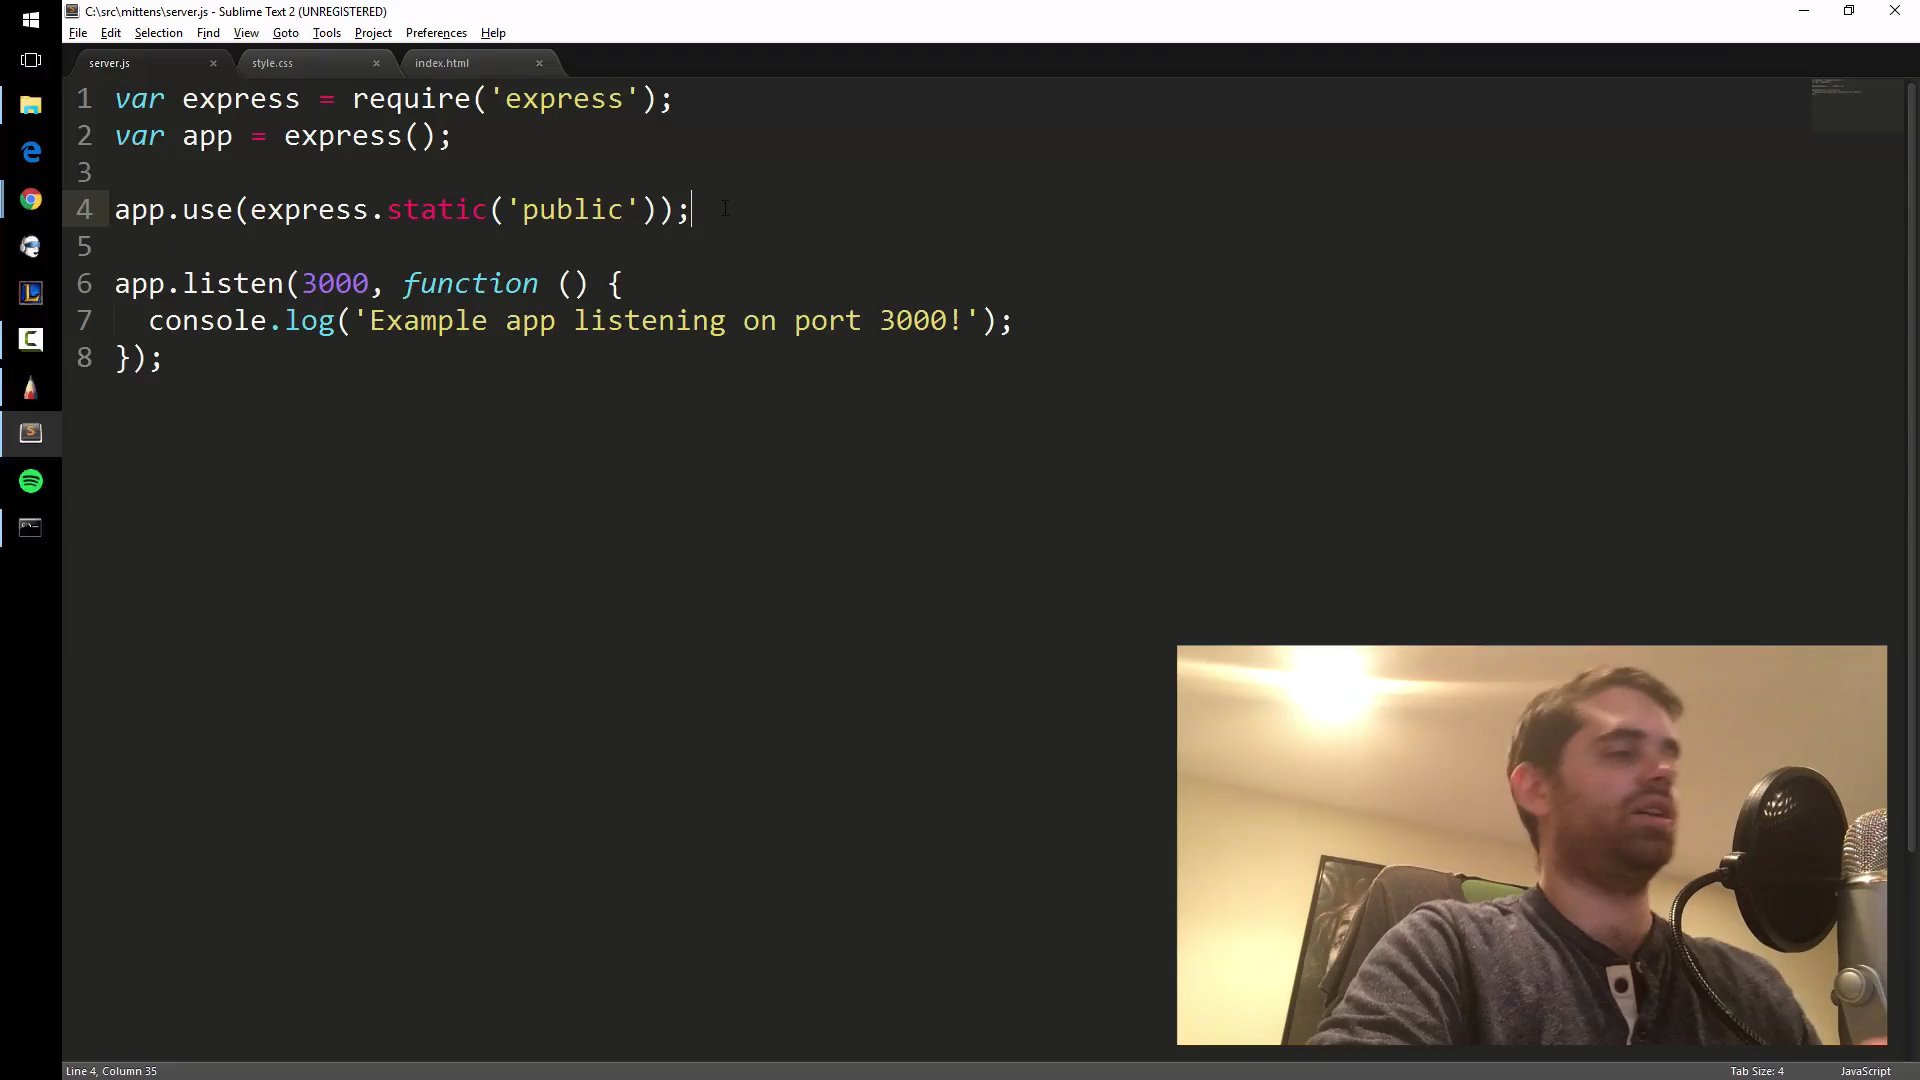 C:\src\mittens\server.js - Sublime Text 2 (UNREGISTERED)
File Edit Selection Find View Goto Tools Project Preferences Help
server.js × style.css × index.html ×
1 var express = require('express');
2 var app = express();
3
4 app.use(express.static('public'));
5
6 app.listen(3000, function () {
7 console.log('Example app listening on port 3000!');
8 });
Line 4, Column 35 Tab Size: 4 JavaScript